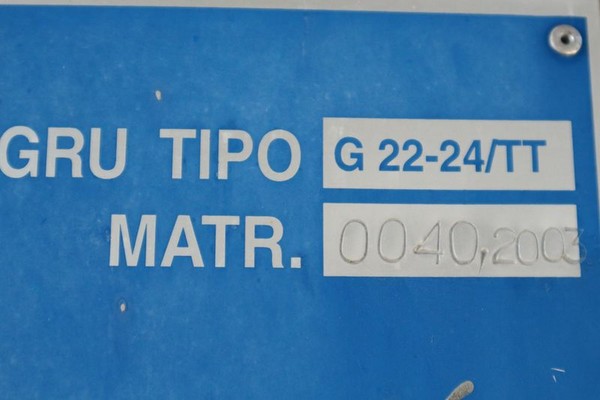 GRU TIPO G 22-24/TT
MATR. 0040,2003